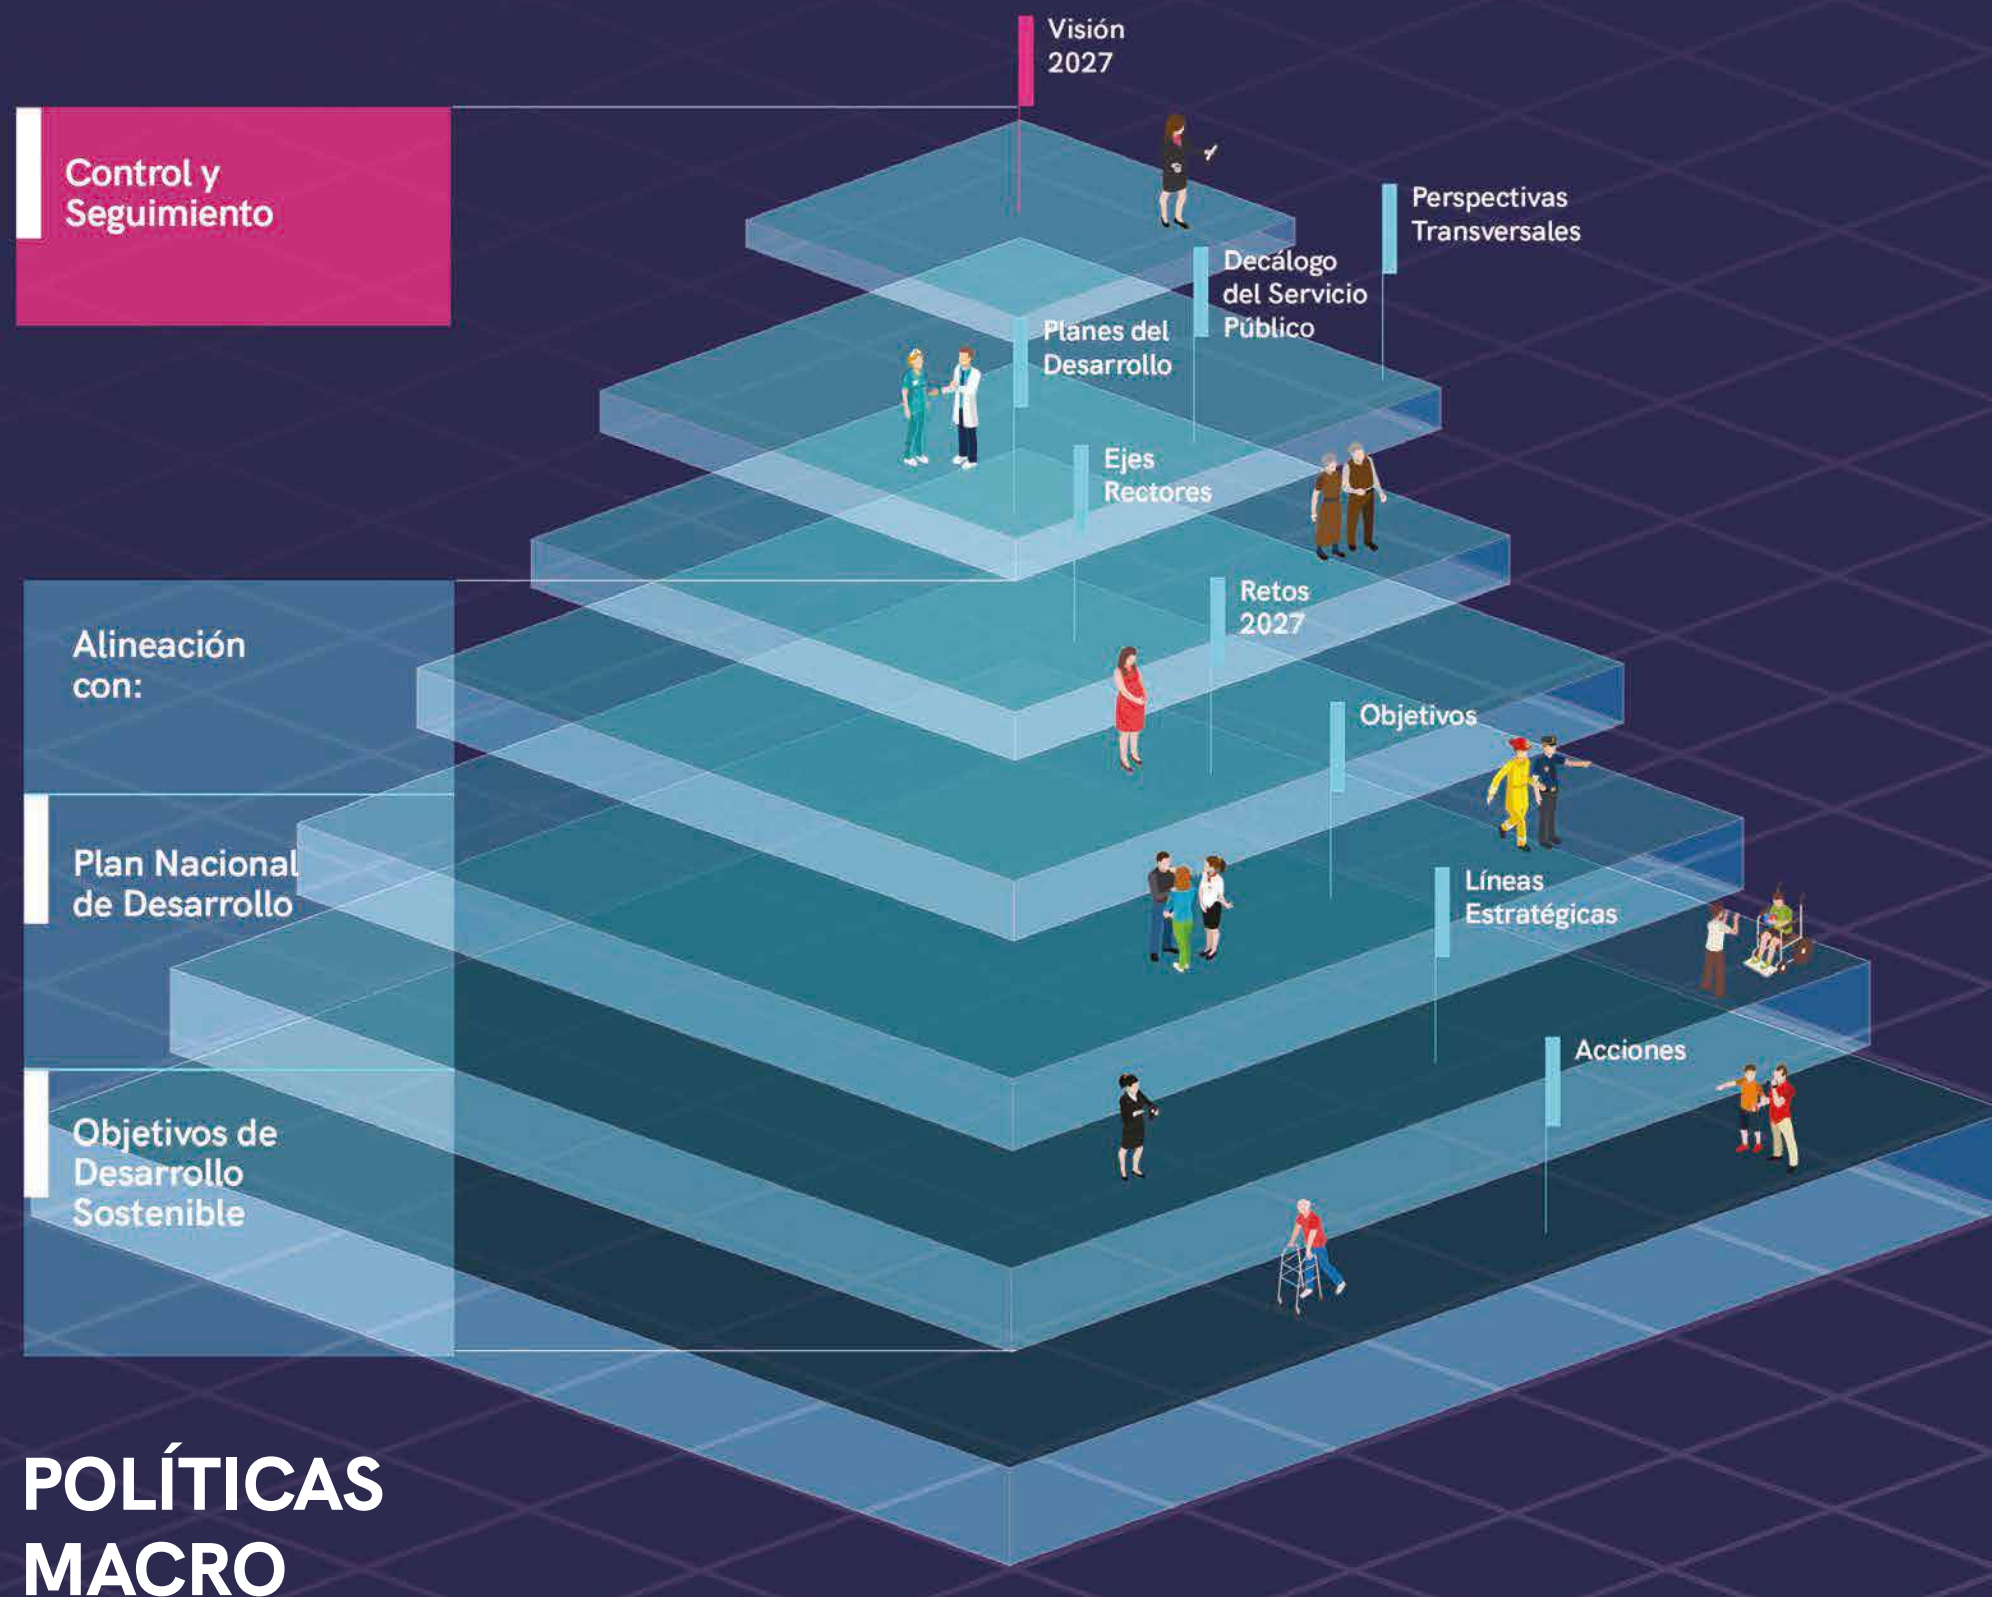 Visión
2027
Control y
Seguimiento
Perspectivas
Transversales
Decálogo
del Servicio
Público
Planes del
Desarrollo
Ejes
Rectores
Retos
2027
Alineación
con:
Objetivos
Plan Nacional
de Desarrollo
Líneas
Estratégicas
Acciones
Objetivos de
Desarrollo
Sostenible
POLÍTICAS
MACRO